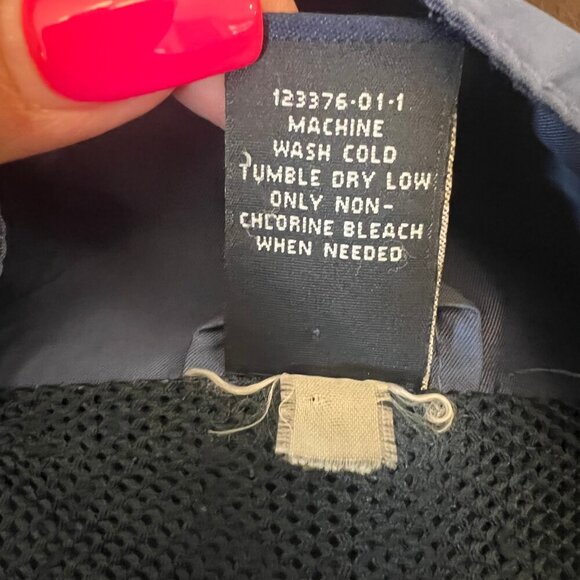 123376-01-1
MACHINE
WASH COLD
TUMBLE DRY LOW
ONLY NON-
CHLORINE BLEACH
WHEN NEEDED